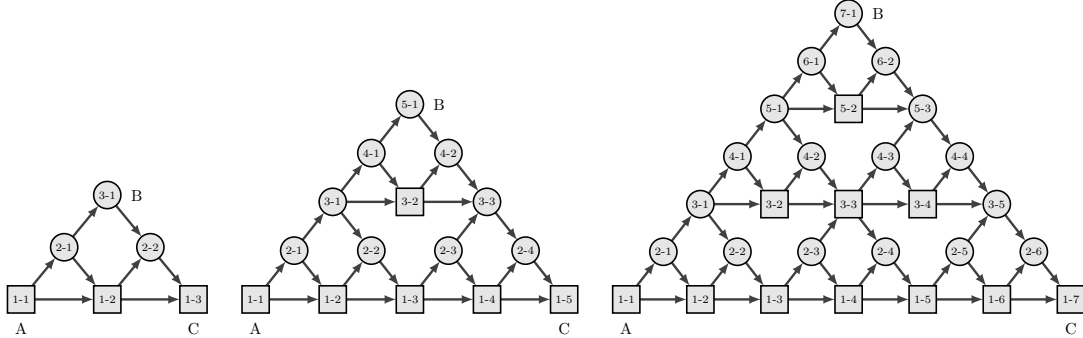 7-1 B
6-1 6-2
5-1 B 5-1 5-2 5-3
4-1 4-2 4-1 4-2 4-3 4-4
3-1 B 3-1 3-2 3-3 3-1 3-2 3-3 3-4 3-5
2-1 2-2 2-1 2-2 2-3 2-4 2-1 2-2 2-3 2-4 2-5 2-6
1-1 1-2 1-3 1-1 1-2 1-3 1-4 1-5 1-1 1-2 1-3 1-4 1-5 1-6 1-7
A C A C A C